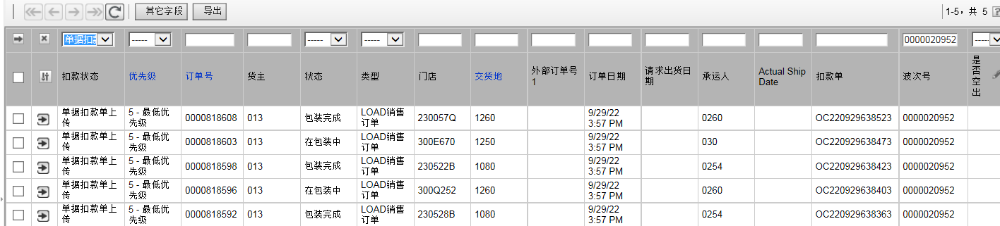 其它字段 导出 1-5，共 5
单据扣款 ----- ----- ----- 0000020952 -----
扣款状态 优先级 订单号 货主 状态 类型 门店 交货地 外部订单号1 订单日期 请求出货日期 承运人 Actual Ship Date 扣款单 波次号 是否空出
单据扣款单上传 5 - 最低优先级 0000818608 013 包装完成 LOAD销售订单 230057Q 1260 9/29/22 3:57 PM 0260 OC220929638523 0000020952
单据扣款单上传 5 - 最低优先级 0000818603 013 在包装中 LOAD销售订单 300E670 1250 9/29/22 3:57 PM 030 OC220929638473 0000020952
单据扣款单上传 5 - 最低优先级 0000818598 013 包装完成 LOAD销售订单 230522B 1080 9/29/22 3:57 PM 0254 OC220929638423 0000020952
单据扣款单上传 5 - 最低优先级 0000818596 013 在包装中 LOAD销售订单 300Q252 1260 9/29/22 3:57 PM 0260 OC220929638403 0000020952
单据扣款单上传 5 - 最低优先级 0000818592 013 包装完成 LOAD销售订单 230528B 1080 9/29/22 3:57 PM 0254 OC220929638363 0000020952